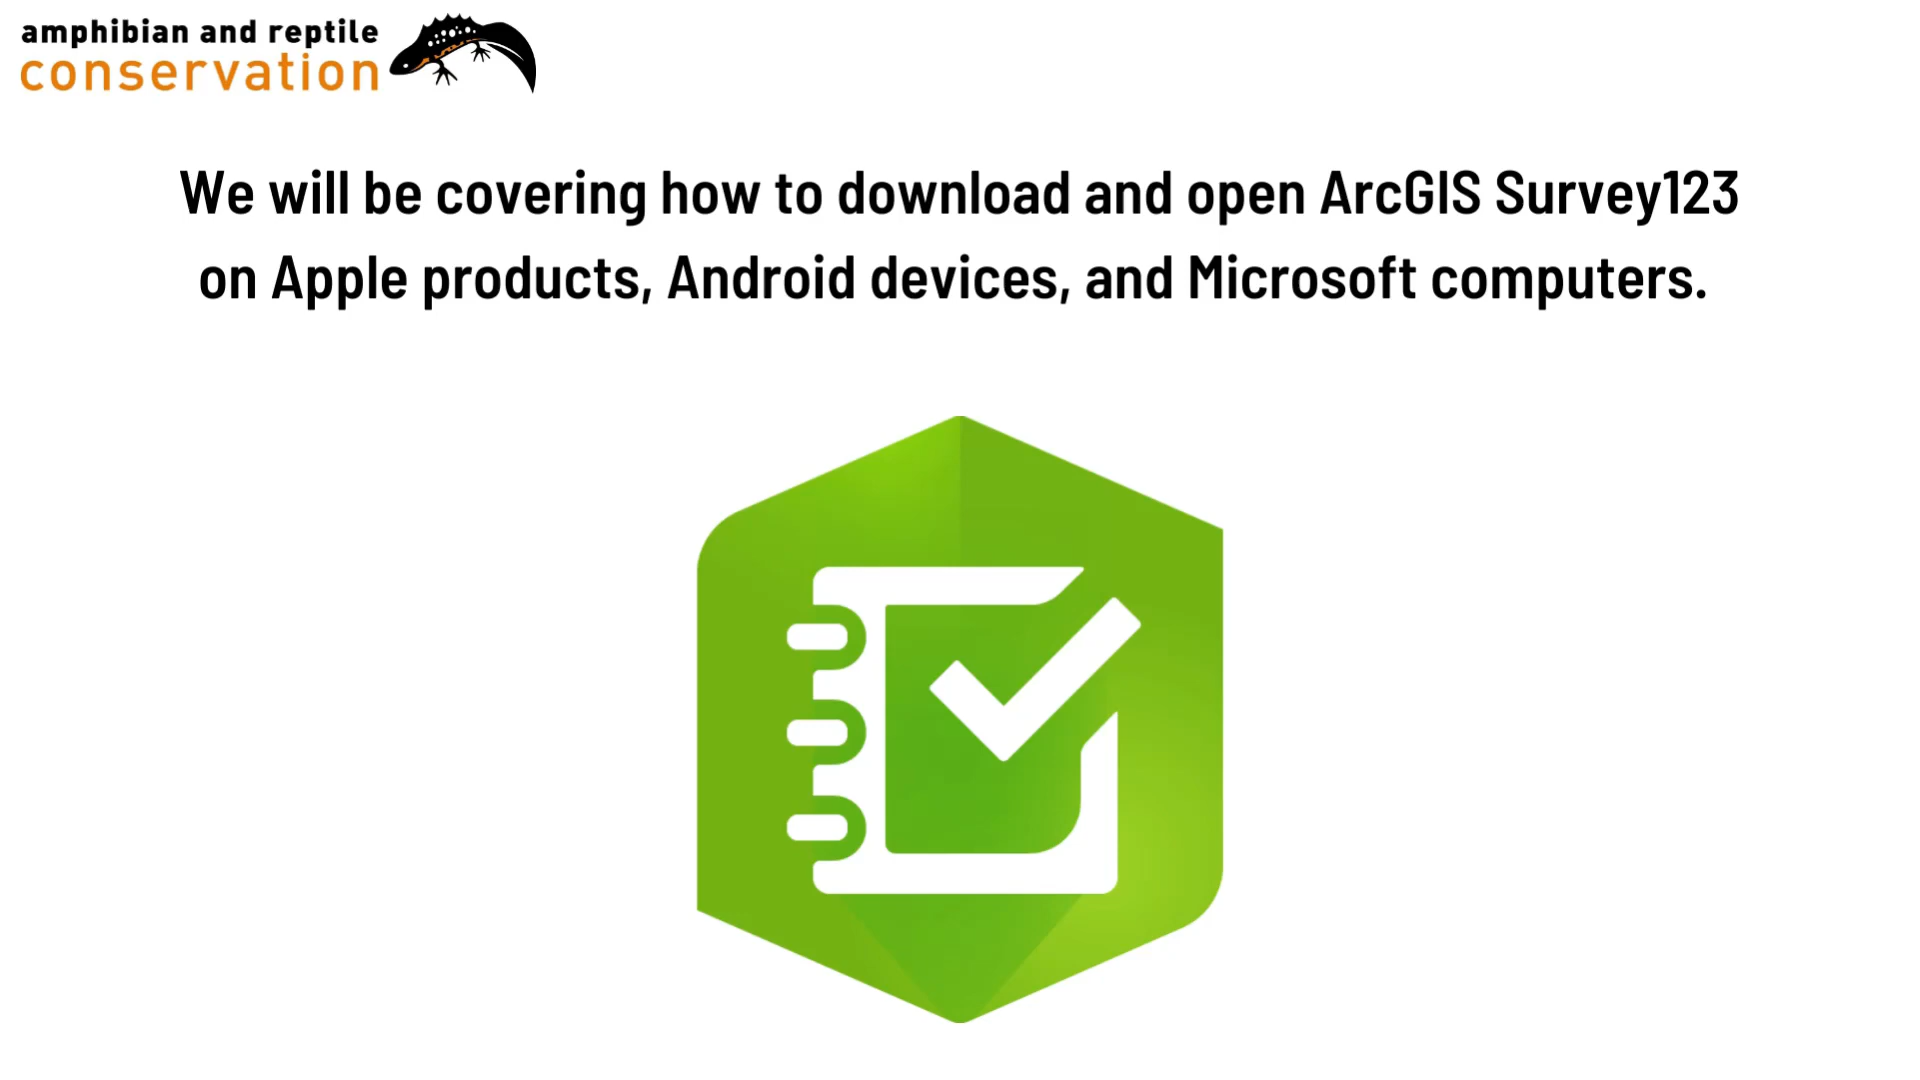 amphibian and reptile
conservation
We will be covering how to download and open ArcGIS Survey123
on Apple products, Android devices, and Microsoft computers.